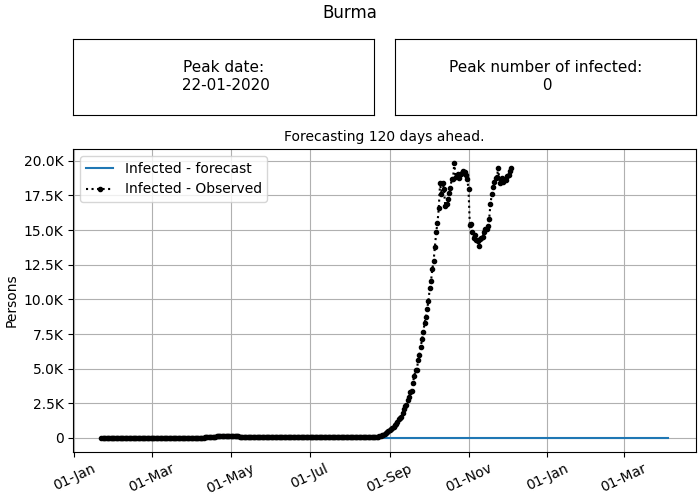 Burma
Peak date:
22-01-2020
Peak number of infected:
0
Forecasting 120 days ahead.
Infected - forecast
Infected - Observed
20.0K
17.5K
15.0K
12.5K
10.0K
7.5K
5.0K
2.5K
0
Persons
01-Jan
01-Mar
01-May
01-Jul
01-Sep
01-Nov
01-Jan
01-Mar